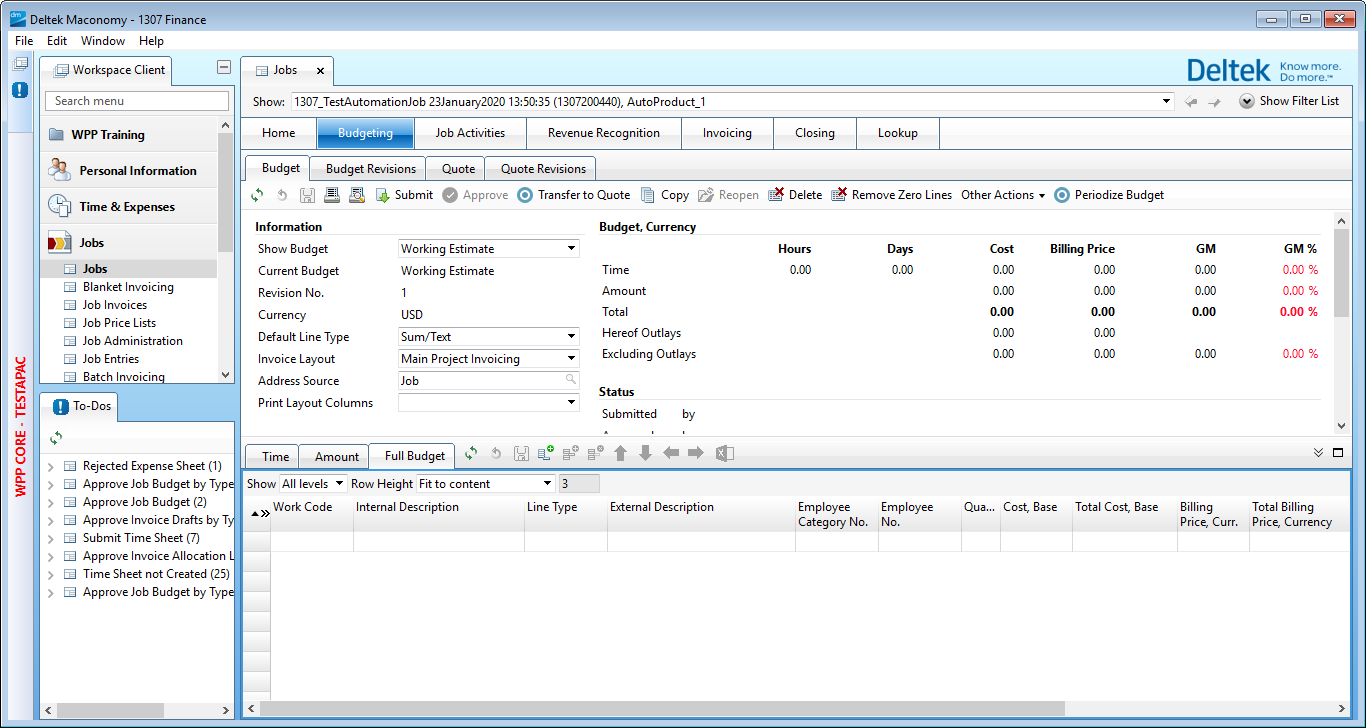 Deltek Maconomy - 1307 Finance
File Edit Window Help
WPP CORE - TESTAPAC
Workspace Client
Search menu
WPP Training
Personal Information
Time & Expenses
Jobs
Jobs
Blanket Invoicing
Job Invoices
Job Price Lists
Job Administration
Job Entries
Batch Invoicing
To-Dos
Rejected Expense Sheet (1)
Approve Job Budget by Type
Approve Job Budget (2)
Approve Invoice Drafts by Ty
Submit Time Sheet (7)
Approve Invoice Allocation L
Time Sheet not Created (25)
Approve Job Budget by Type
Jobs
Deltek Know more. Do more.™
Show: 1307_TestAutomationJob 23January2020 13:50:35 (1307200440), AutoProduct_1 Show Filter List
Home Budgeting Job Activities Revenue Recognition Invoicing Closing Lookup
Budget Budget Revisions Quote Quote Revisions
Submit Approve Transfer to Quote Copy Reopen Delete Remove Zero Lines Other Actions Periodize Budget
Information
Show Budget Working Estimate
Current Budget Working Estimate
Revision No. 1
Currency USD
Default Line Type Sum/Text
Invoice Layout Main Project Invoicing
Address Source Job
Print Layout Columns
Budget, Currency
Hours Days Cost Billing Price GM GM %
Time 0.00 0.00 0.00 0.00 0.00 0.00 %
Amount 0.00 0.00 0.00 0.00 %
Total 0.00 0.00 0.00 0.00 %
Hereof Outlays 0.00 0.00
Excluding Outlays 0.00 0.00 0.00 0.00 %
Status
Submitted by
Time Amount Full Budget
Show All levels Row Height Fit to content 3
Work Code Internal Description Line Type External Description Employee Category No. Employee No. Qua... Cost, Base Total Cost, Base Billing Price, Curr. Total Billing Price, Currency